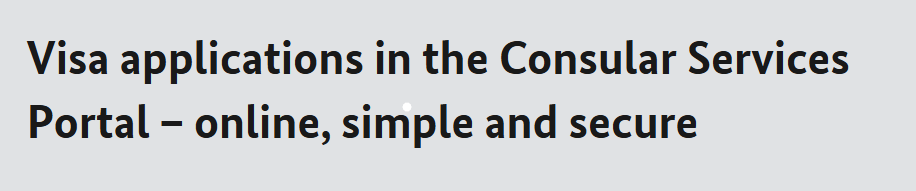 Visa applications in the Consular Services
Portal – online, simple and secure